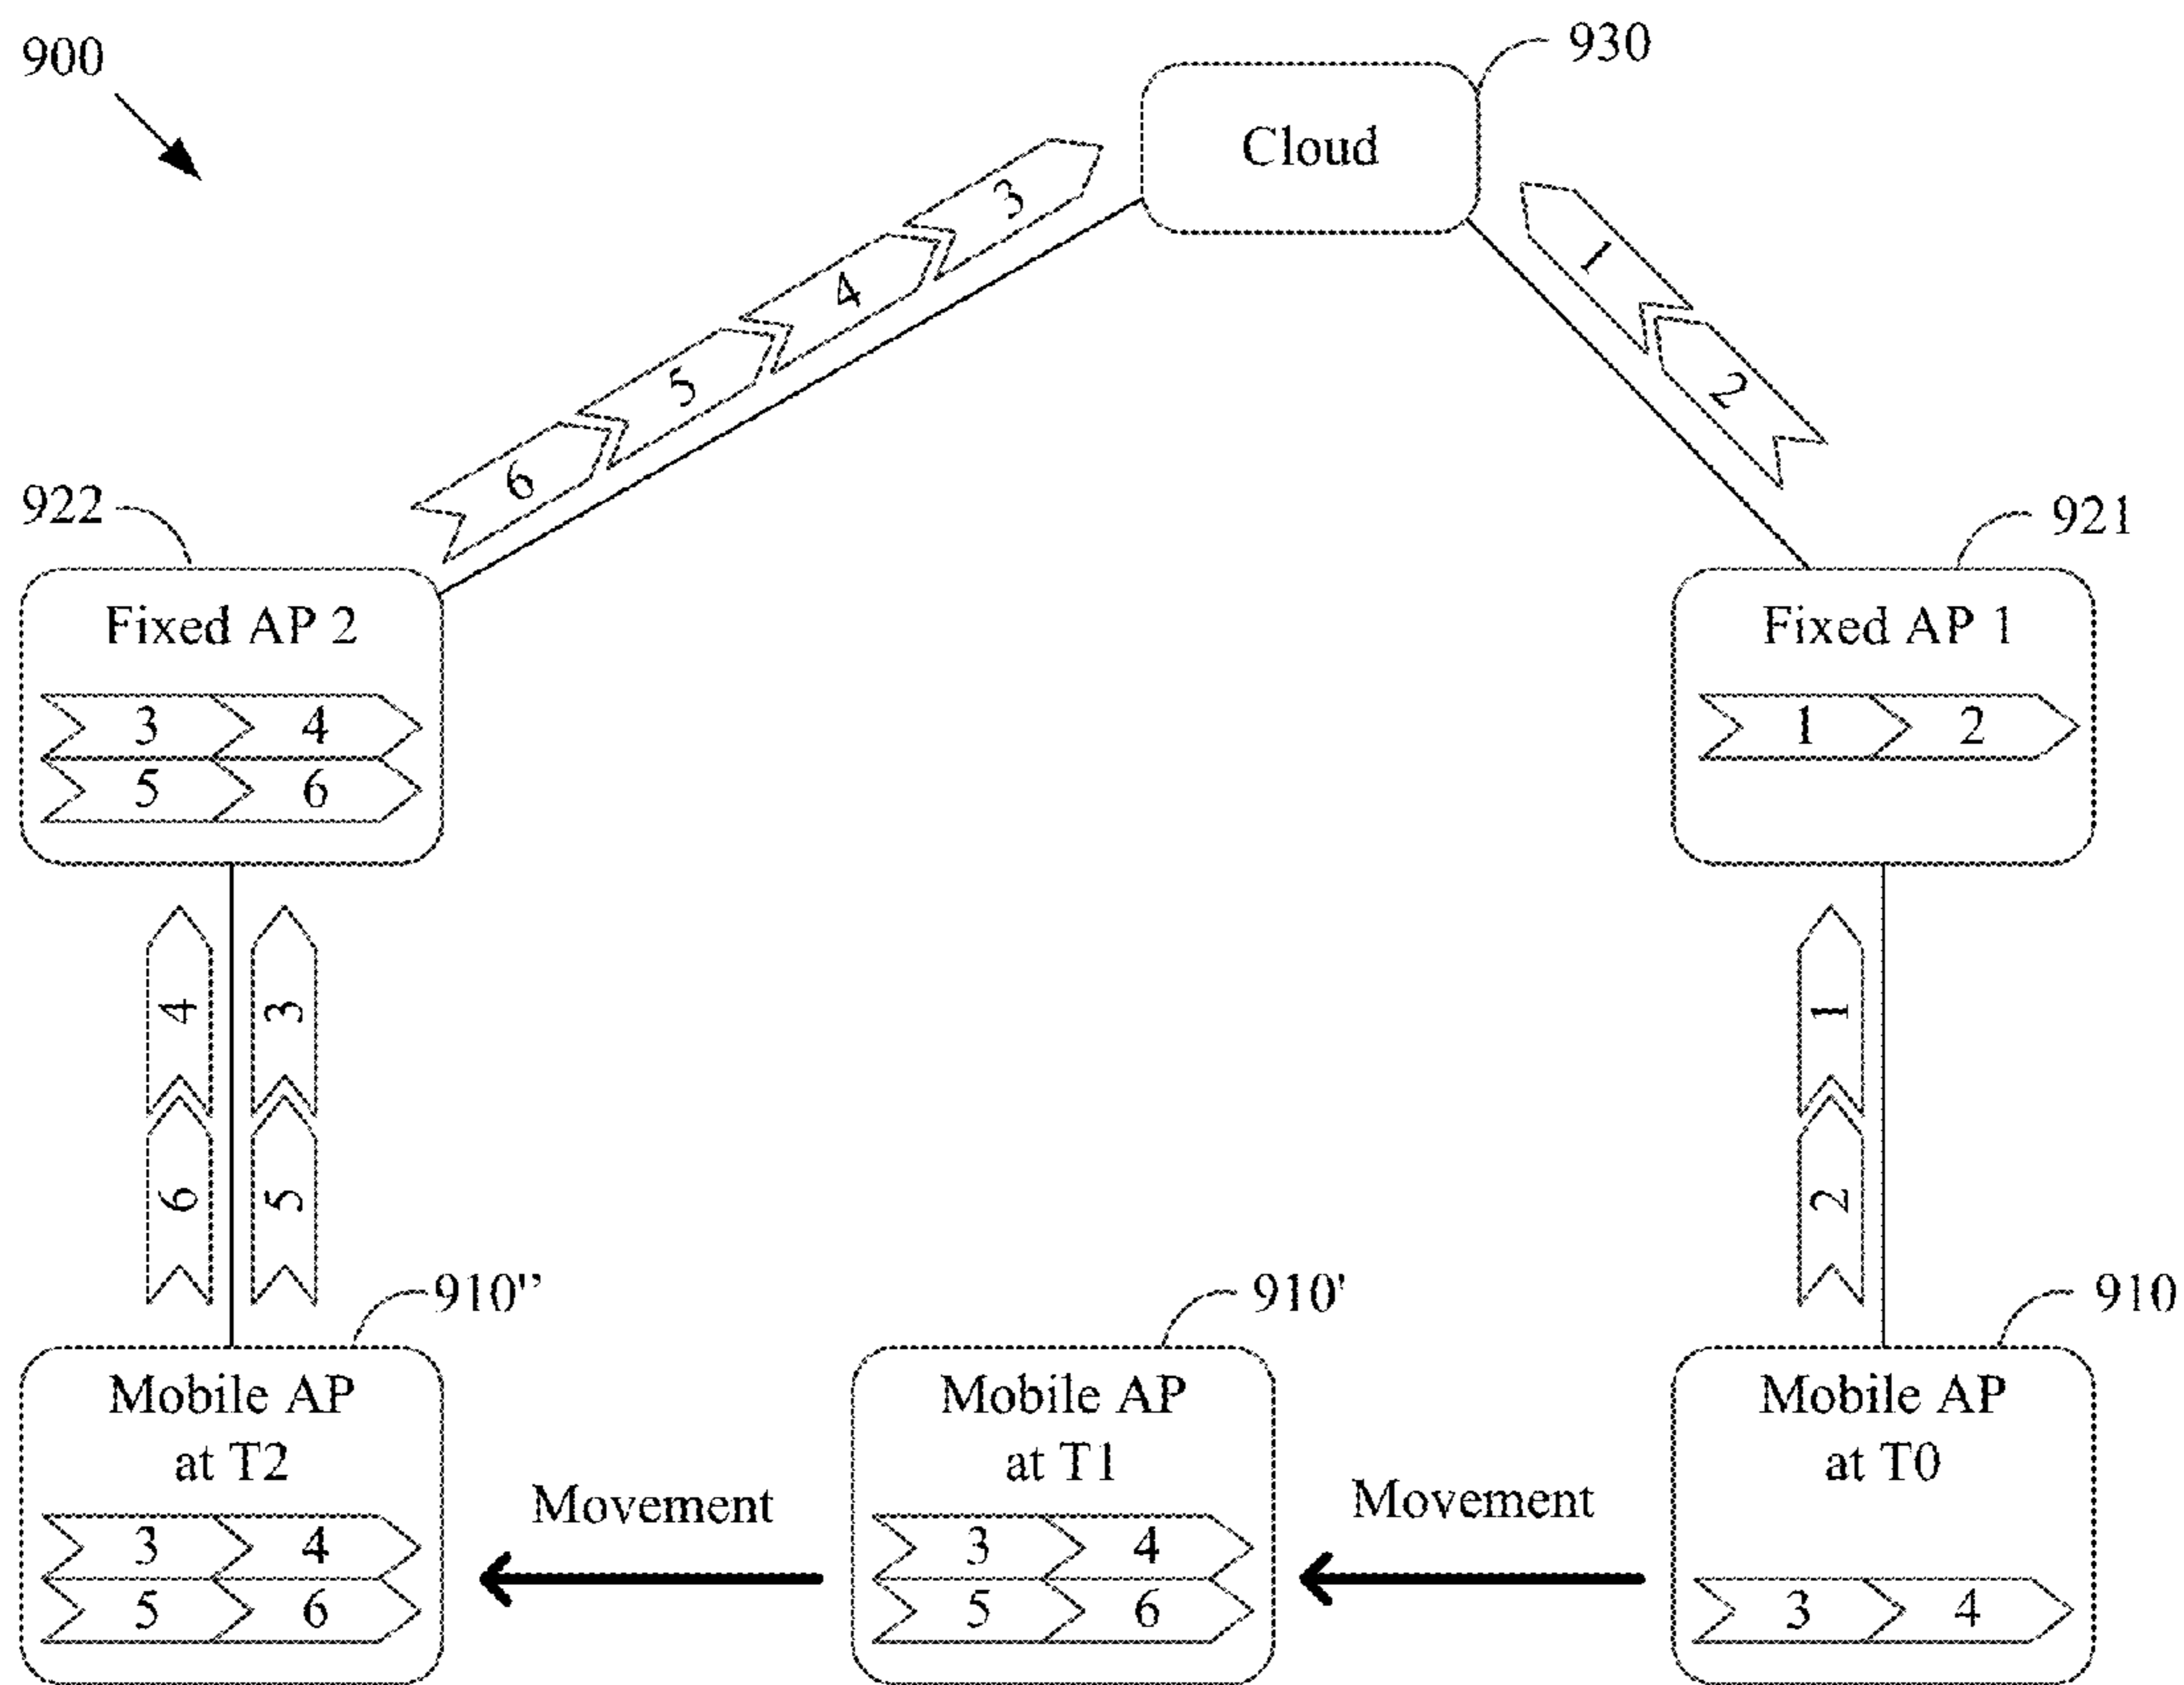 900
930
Cloud
3
1
4
2
5
6
922
921
Fixed AP 2
Fixed AP 1
3 4
1 2
5 6
4 3
1
6 5
2
910"
910'
910
Mobile AP
at T2
Mobile AP
at T1
Mobile AP
at T0
Movement
Movement
3 4
5 6
3 4
5 6
3 4